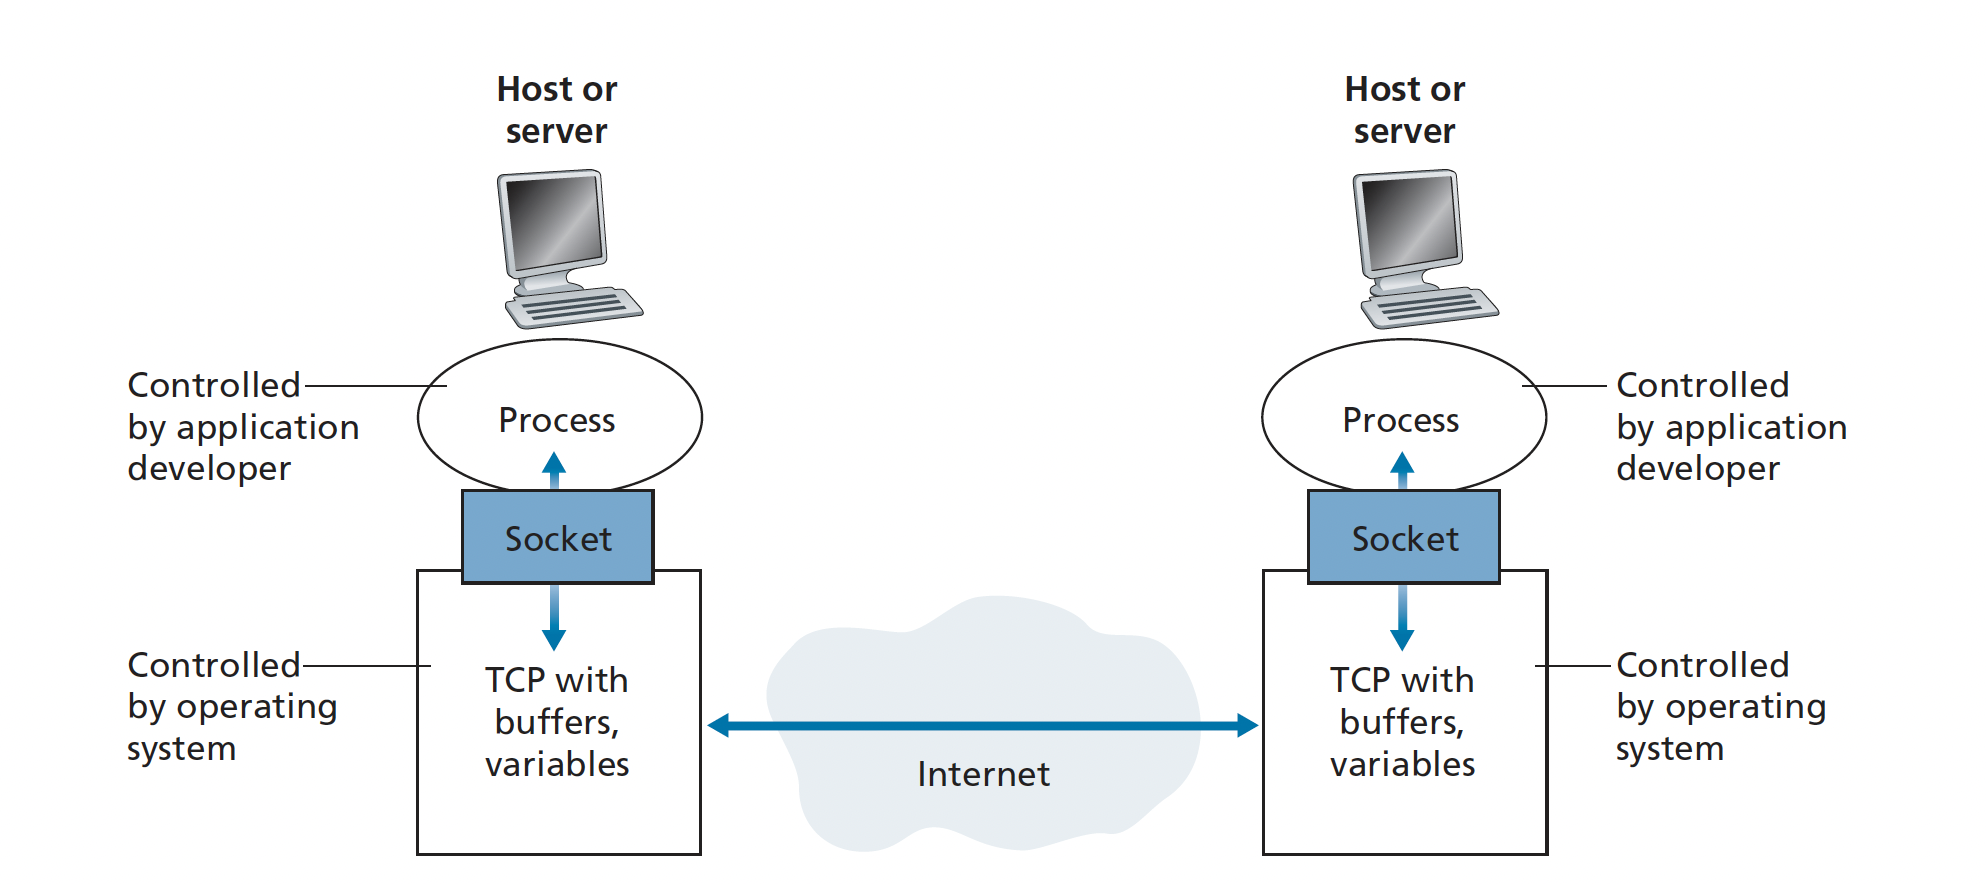 Host or
server
Host or
server
Controlled
by application
developer
Process
Process
Controlled
by application
developer
Socket
Socket
Controlled
by operating
system
TCP with
buffers,
variables
Internet
TCP with
buffers,
variables
Controlled
by operating
system